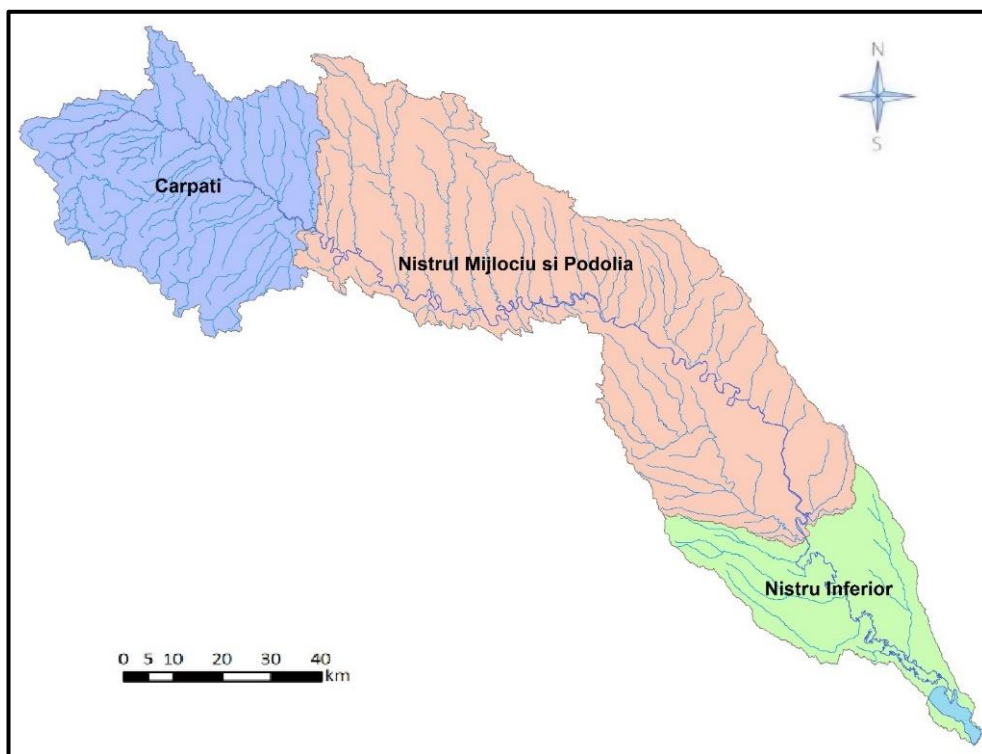 N
S
Carpati
Nistrul Mijlociu si Podolia
Nistru Inferior
0 5 10 20 30 40
km